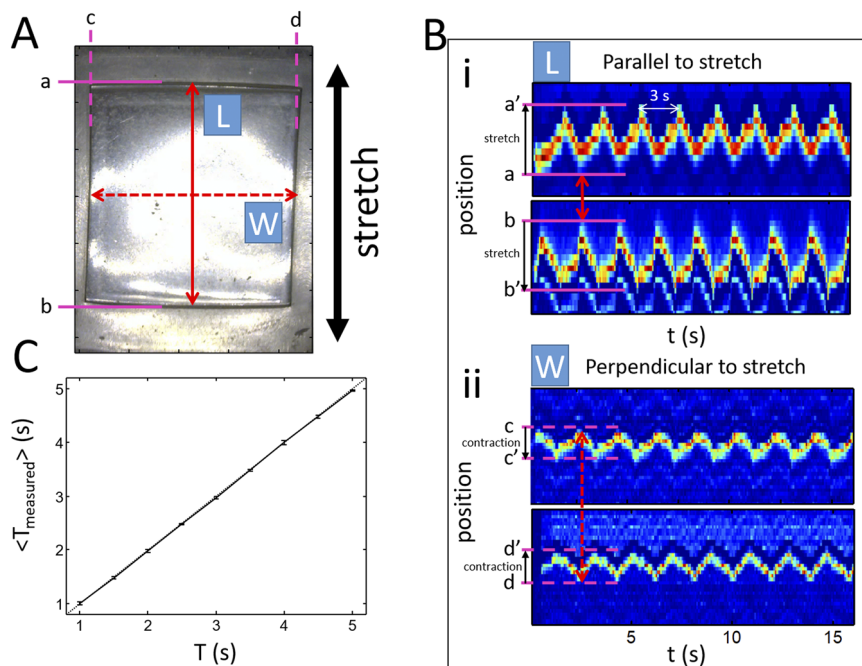 A
c
d
a
L
W
b
stretch
B
i
L
Parallel to stretch
a'
3 s
stretch
a
position
b
stretch
b'
t (s)
ii
W
Perpendicular to stretch
c
contraction
c'
position
d'
contraction
d
5
10
15
t (s)
C
5
4
3
2
1
<T measured> (s)
1
2
3
4
5
T (s)